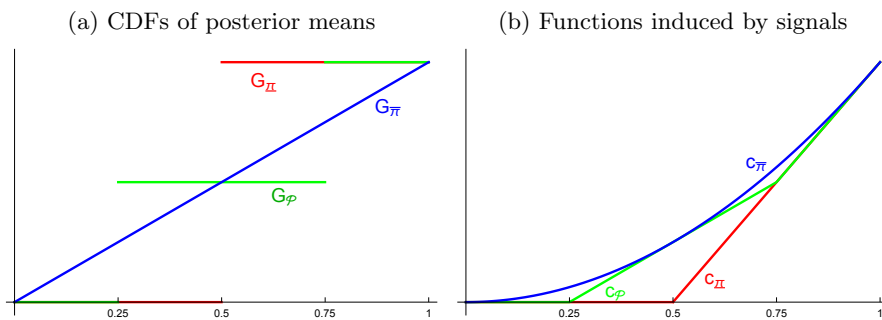 (a) CDFs of posterior means
(b) Functions induced by signals
G_π̲
G_π̅
G_𝒫
0.25 0.5 0.75 1
c_π̅
c_𝒫
c_π̲
0.25 0.5 0.75 1